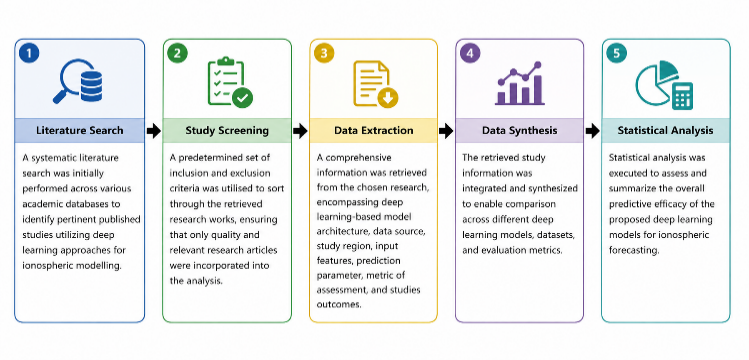 1
Literature Search
A systematic literature
search was initially
performed across various
academic databases to
identify pertinent published
studies utilizing deep
learning approaches for
ionospheric modelling.
2
Study Screening
A predetermined set of
inclusion and exclusion
criteria was utilised to sort
through the retrieved
research works, ensuring
that only quality and
relevant research articles
were incorporated into
the analysis.
3
Data Extraction
A comprehensive
information was retrieved
from the chosen research,
encompassing deep
learning-based model
architecture, data source,
study region, input
features, prediction
parameter, metric of
assessment, and studies
outcomes.
4
Data Synthesis
The retrieved study
information was
integrated and synthesized
to enable comparison
across different deep
learning models, datasets,
and evaluation metrics.
5
Statistical Analysis
Statistical analysis was
executed to assess and
summarize the overall
predictive efficacy of the
proposed deep learning
models for ionospheric
forecasting.